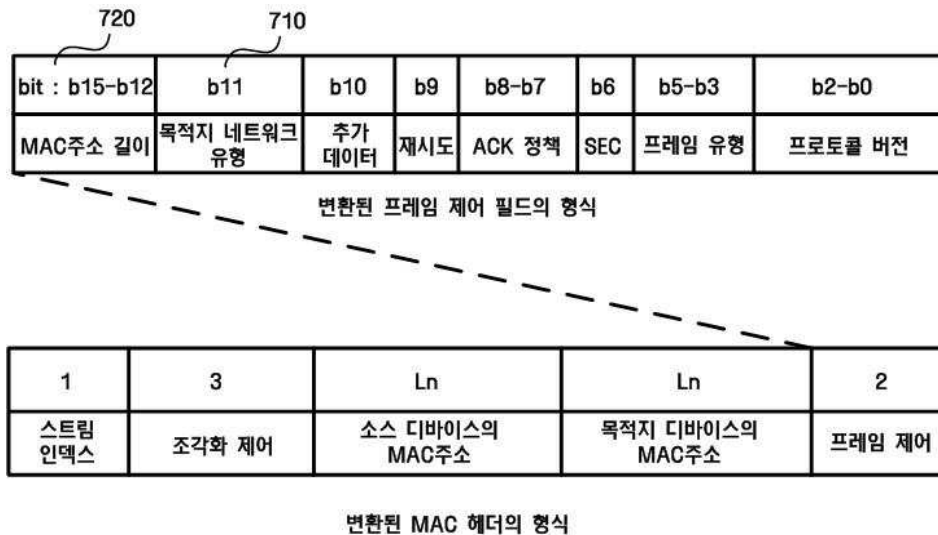 720
710
bit : b15-b12
b11
b10
b9
b8-b7
b6
b5-b3
b2-b0
MAC주소 길이
목적지 네트워크
유형
추가
데이터
재시도
ACK 정책
SEC
프레임 유형
프로토콜 버전
변환된 프레임 제어 필드의 형식
1
3
Ln
Ln
2
스트림
인덱스
조각화 제어
소스 디바이스의
MAC주소
목적지 디바이스의
MAC주소
프레임 제어
변환된 MAC 헤더의 형식